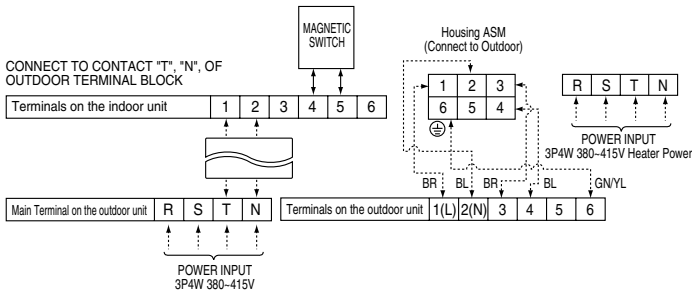 MAGNETIC
SWITCH
Housing ASM
(Connect to Outdoor)
CONNECT TO CONTACT "T", "N", OF
OUTDOOR TERMINAL BLOCK
1 2 3
6 5 4
R S T N
Terminals on the indoor unit 1 2 3 4 5 6
POWER INPUT
3P4W 380~415V Heater Power
BR BL BR BL GN/YL
Main Terminal on the outdoor unit R S T N
Terminals on the outdoor unit 1(L) 2(N) 3 4 5 6
POWER INPUT
3P4W 380~415V